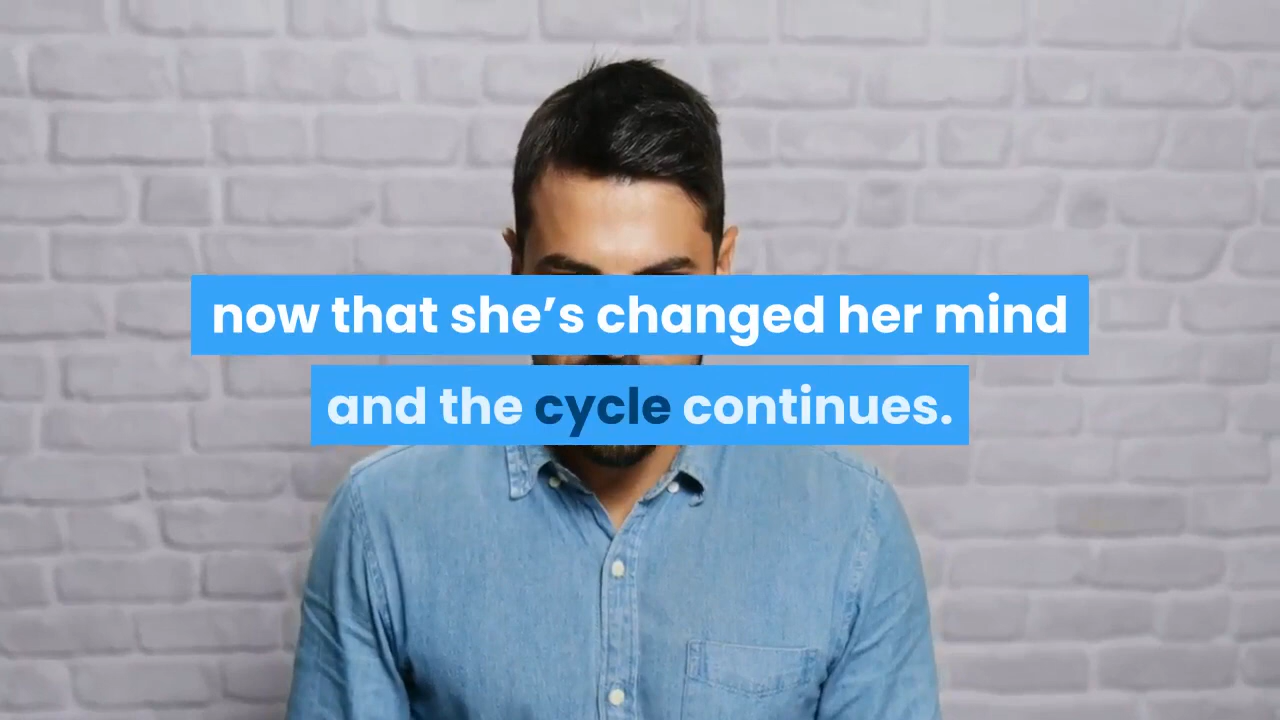 now that she’s changed her mind
and the cycle continues.